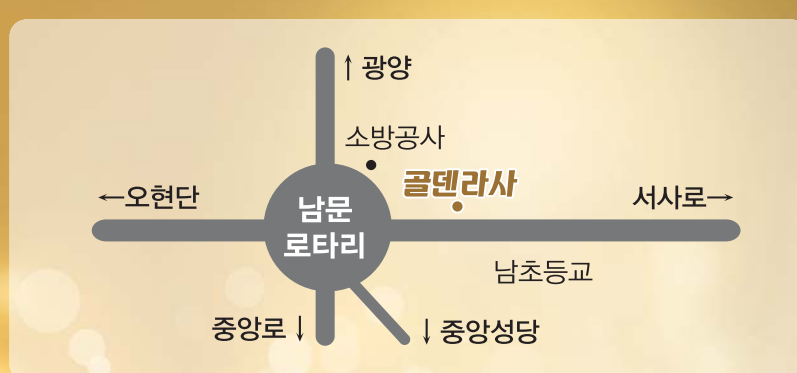 ↑ 광양
소방공사
골덴라사
←오현단
서사로→
남문
로타리
남초등교
중앙로 ↓
↓ 중앙성당